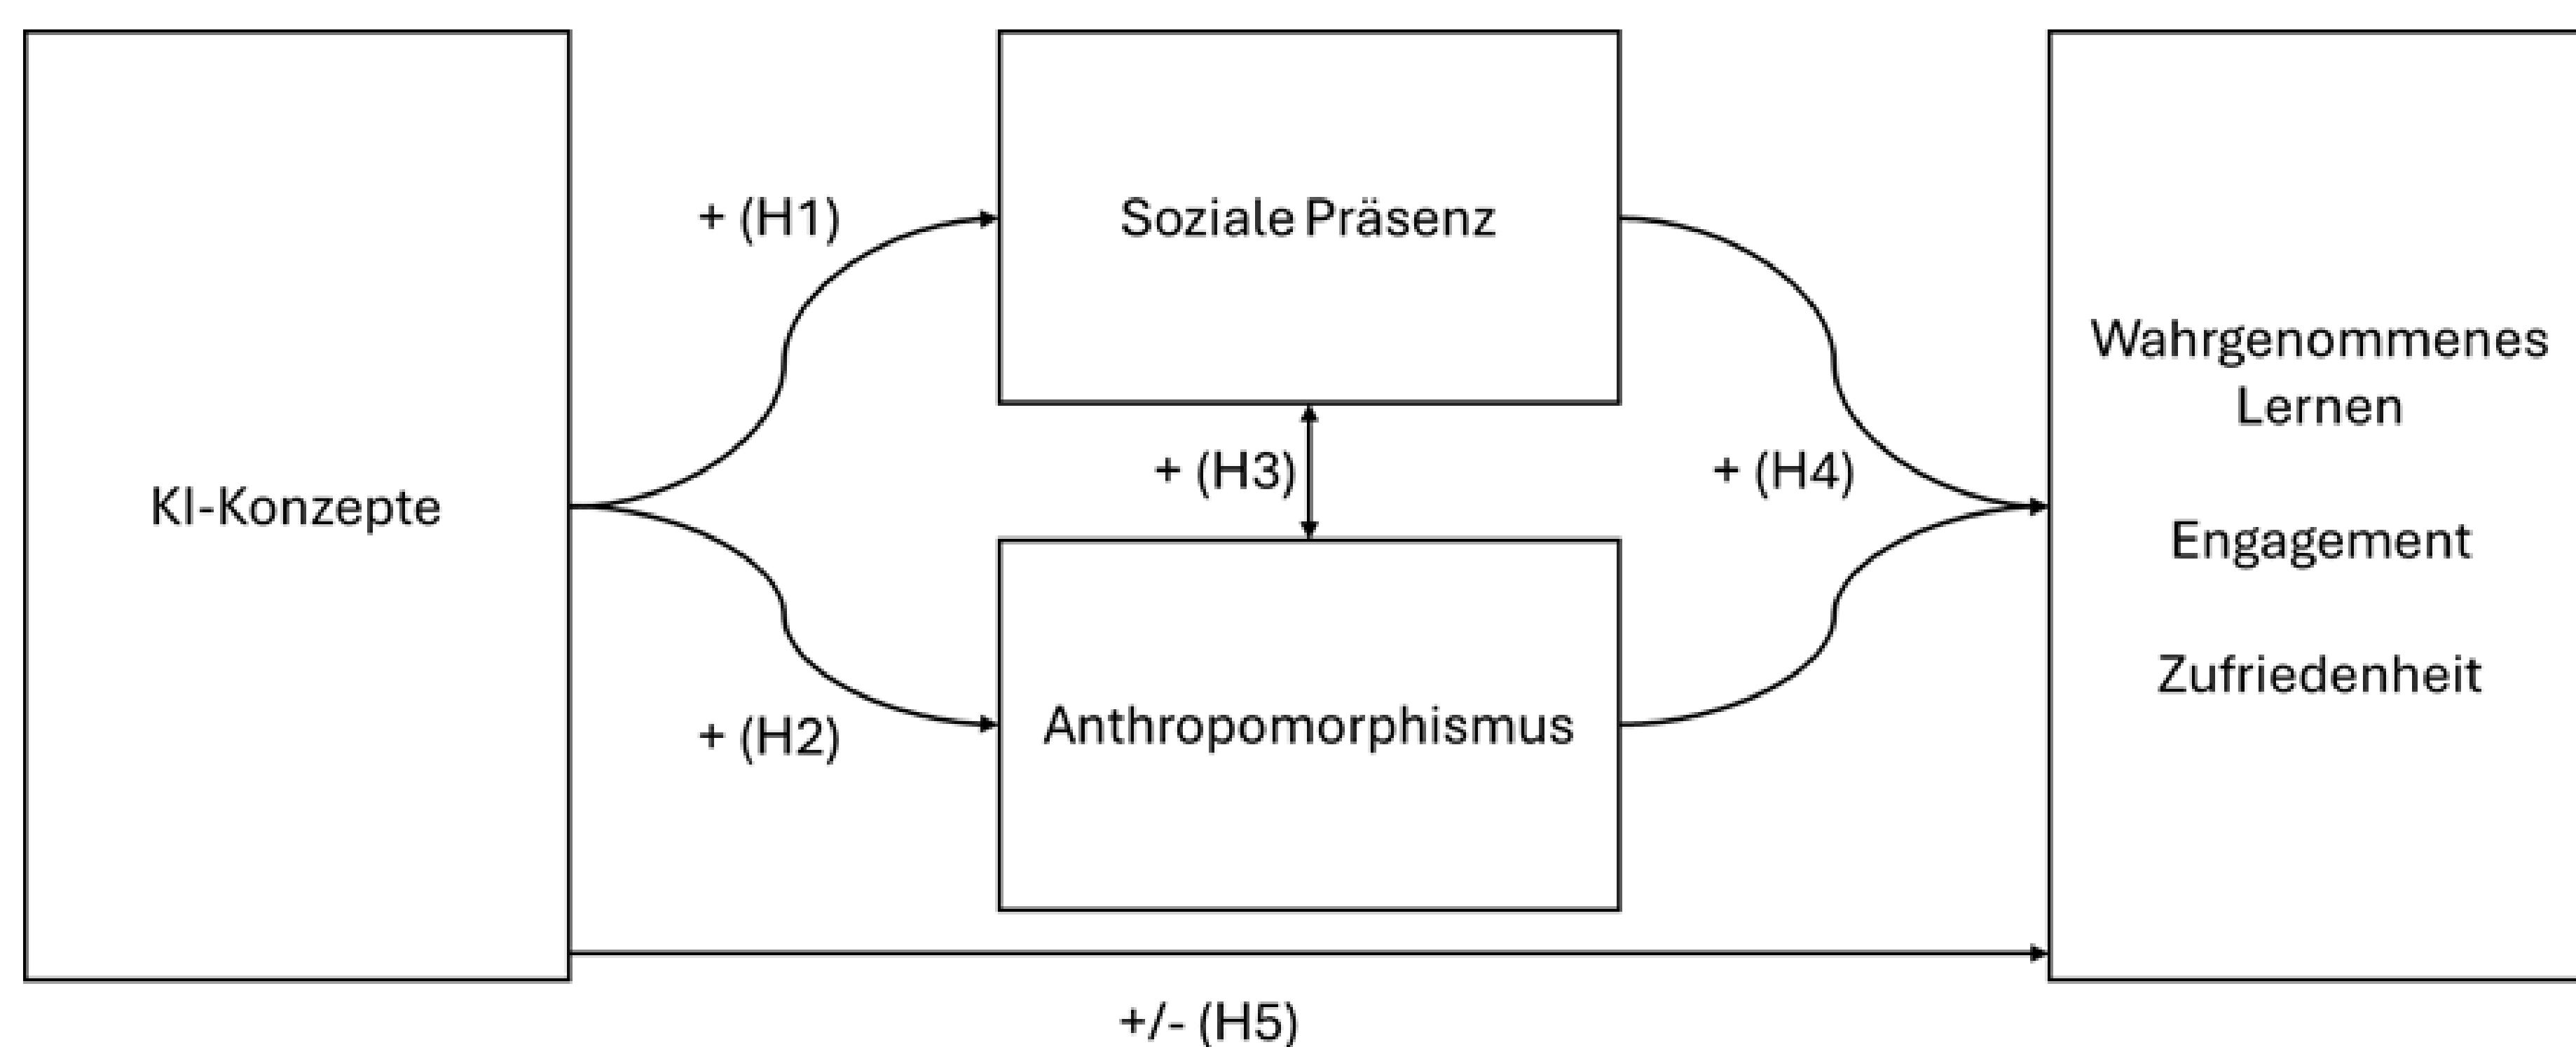 KI-Konzepte
+ (H1)
+ (H2)
Soziale Präsenz
+ (H3)
Anthropomorphismus
+ (H4)
Wahrgenommenes
Lernen
Engagement
Zufriedenheit
+/- (H5)